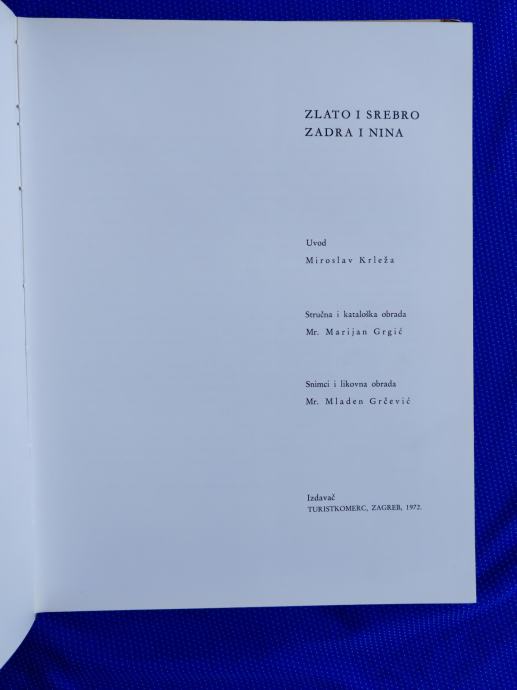 ZLATO I SREBRO
ZADRA I NINA
Uvod
Miroslav Krleža
Stručna i kataloška obrada
Mr. Marijan Grgić
Snimci i likovna obrada
Mr. Mladen Grčević
Izdavač
TURISTKOMERC, ZAGREB, 1972.